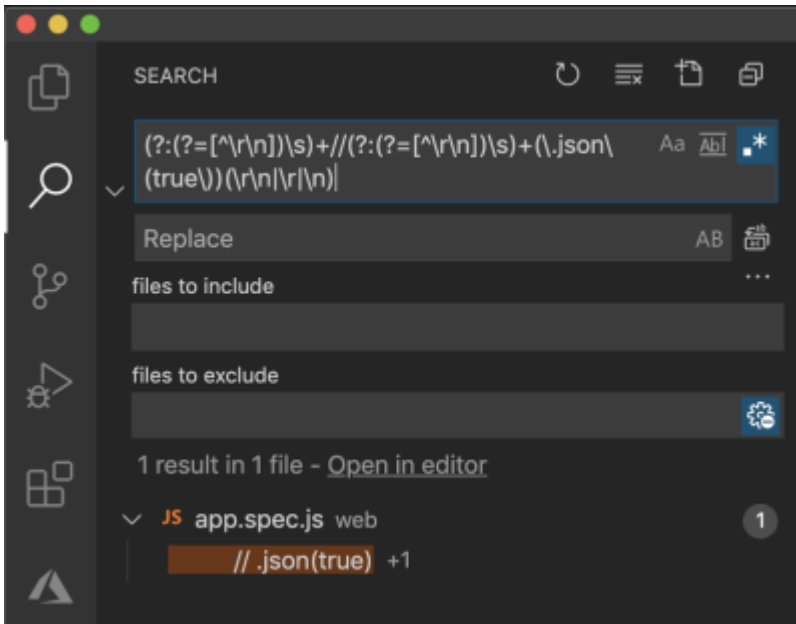 SEARCH
(?:(?=[^\r\n])\s)+//(?:(?=[^\r\n])\s)+(\.json\ Aa Abl .*
(true\))(\r\n|\r|\n)
Replace AB
...
files to include
files to exclude
1 result in 1 file - Open in editor
JS app.spec.js web 1
// .json(true) +1